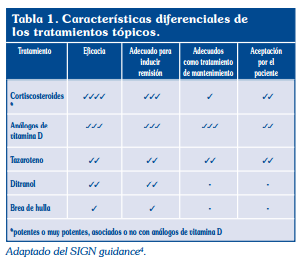 Tabla 1. Características diferenciales de
los tratamientos tópicos.
Tratamiento Eficacia Adecuado para inducir remisión Adecuados como tratamiento de mantenimiento Aceptación por el paciente
Corticosteroides * ✓✓✓✓ ✓✓✓ ✓ ✓✓
Análogos de vitamina D ✓✓✓ ✓✓✓ ✓✓✓ ✓✓
Tazaroteno ✓✓ ✓✓ ✓✓ ✓✓
Ditranol ✓✓ ✓✓ - -
Brea de hulla ✓ ✓ - -
*potentes o muy potentes, asociados o no con análogos de vitamina D
Adaptado del SIGN guidance4.